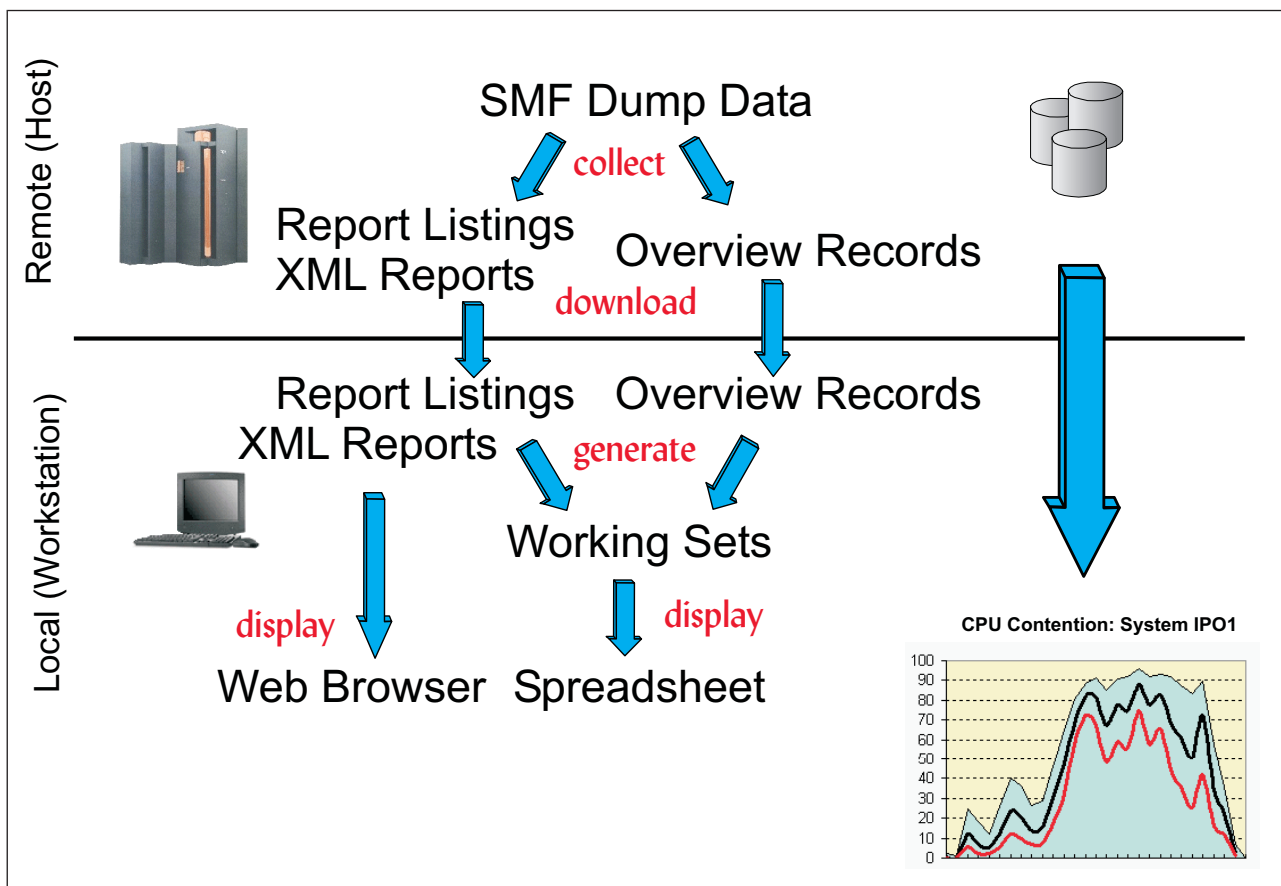 Remote (Host)
SMF Dump Data
collect
Report Listings
XML Reports
Overview Records
download
Local (Workstation)
Report Listings
XML Reports
Overview Records
generate
Working Sets
display
display
Web Browser
Spreadsheet
CPU Contention: System IPO1
100
90
80
70
60
50
40
30
20
10
0